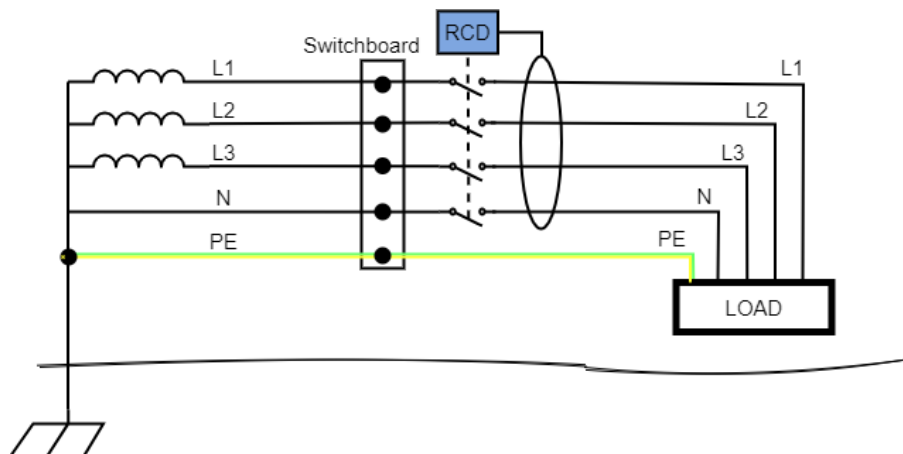 RCD
Switchboard
L1
L1
L2
L2
L3
L3
N
N
PE
PE
LOAD